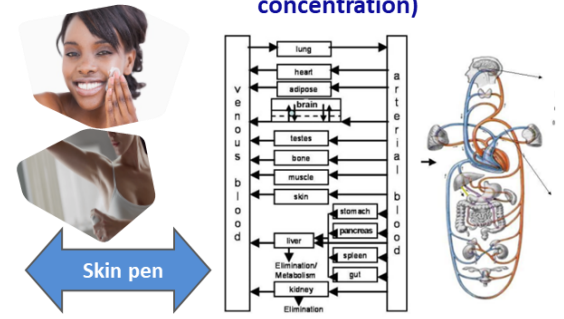 concentration)
lung
heart
adipose
brain
testes
bone
muscle
skin
stomach
pancreas
liver
spleen
gut
Elimination/
Metabolism
kidney
Elimination
venous blood
arterial blood
Skin pen